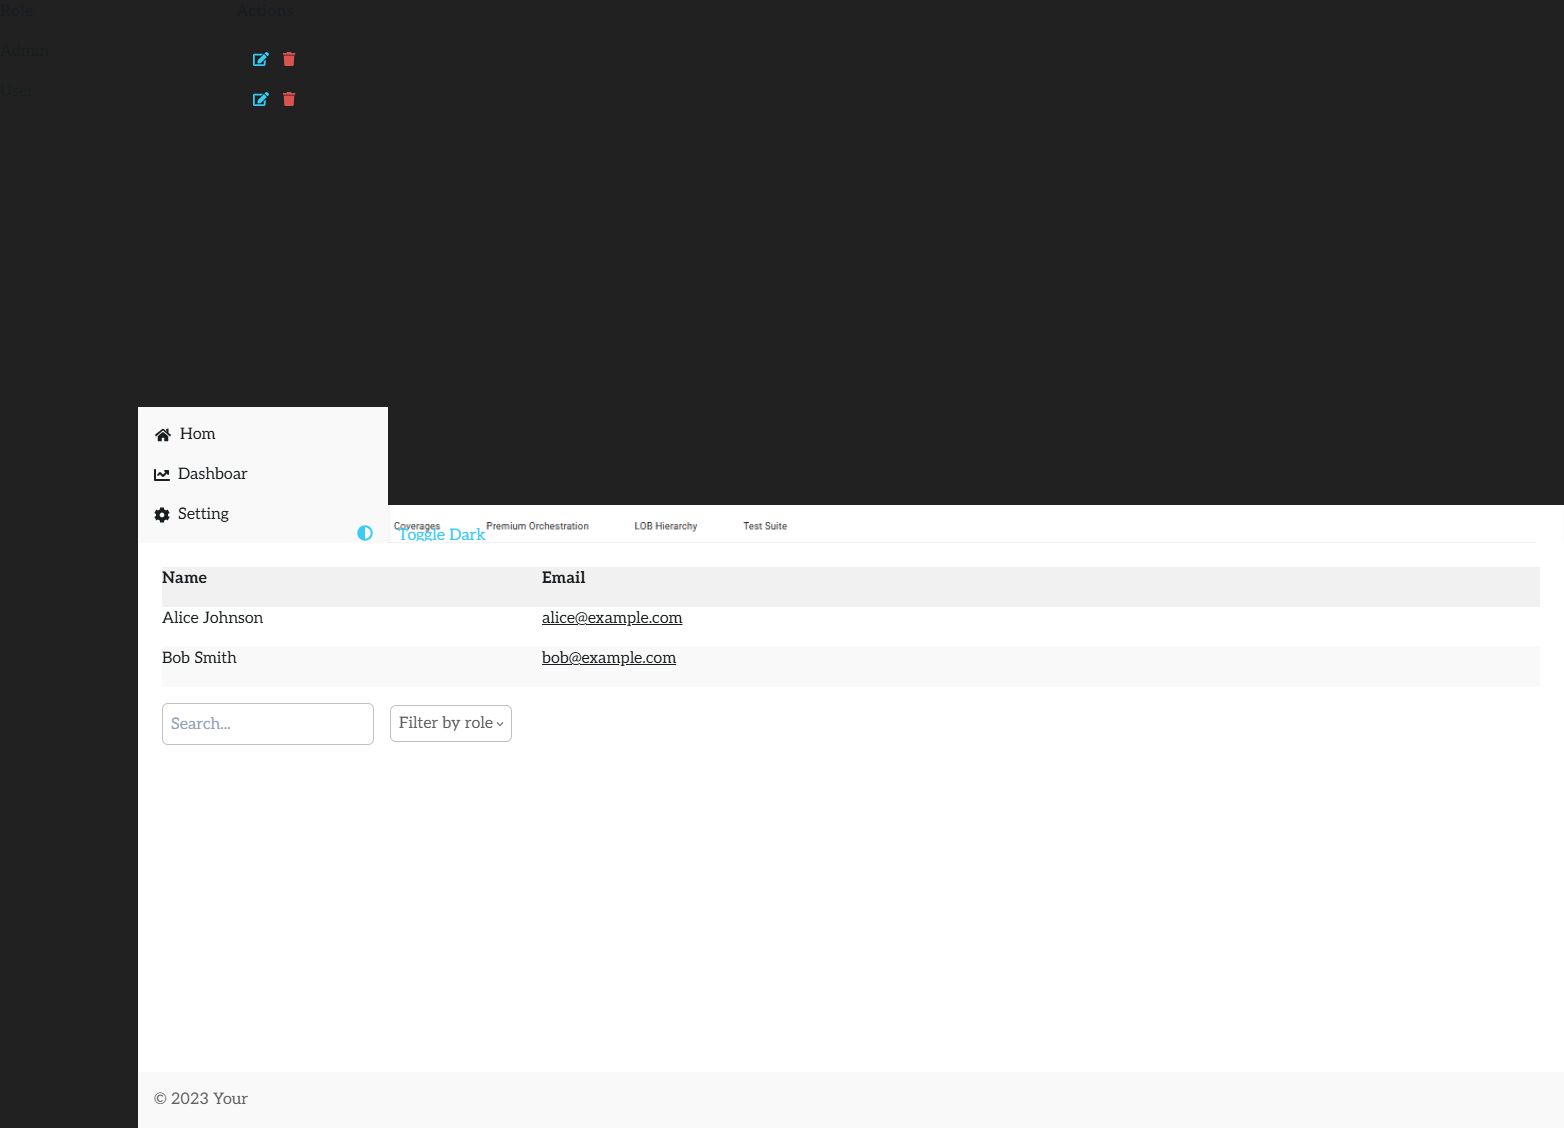 Role Actions
Admin
User
Hom
Dashboar
Setting
Coverages Premium Orchestration LOB Hierarchy Test Suite
Toggle Dark
Name Email
Alice Johnson alice@example.com
Bob Smith bob@example.com
Search... Filter by role
© 2023 Your